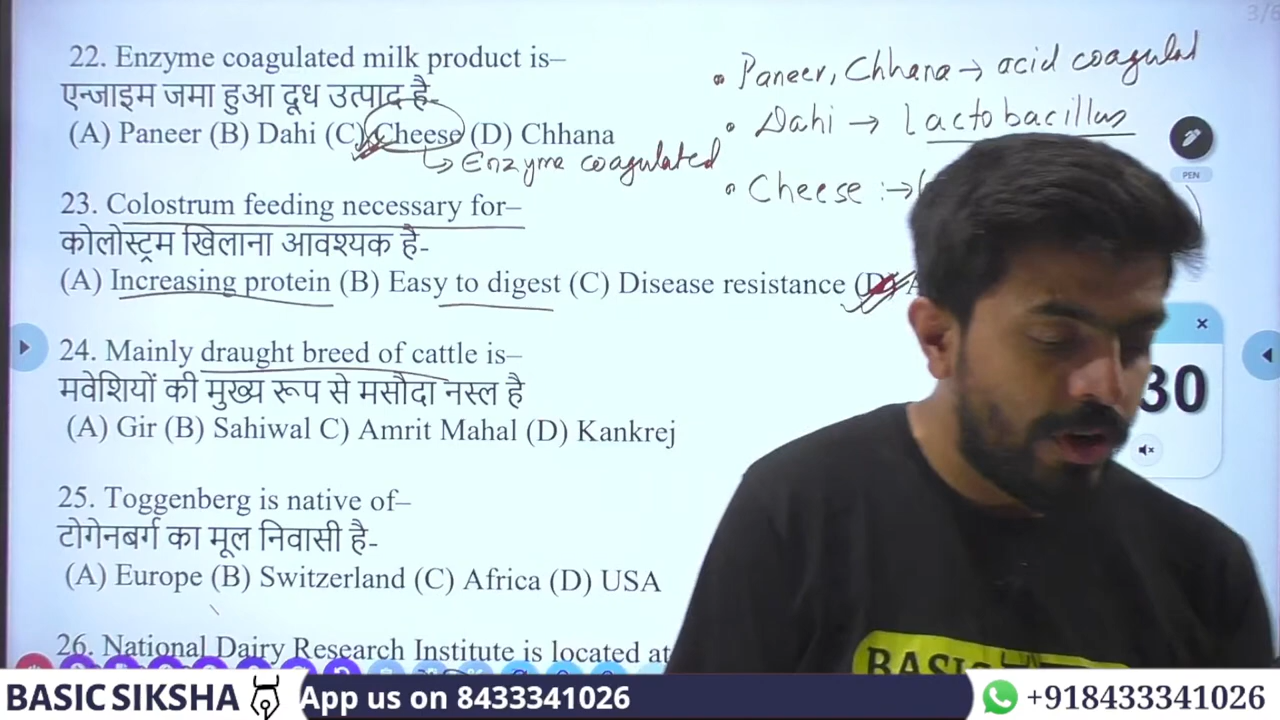 3/6
22. Enzyme coagulated milk product is–
एन्जाइम जमा हुआ दूध उत्पाद है-
(A) Paneer (B) Dahi (C) Cheese (D) Chhana
↳ Enzyme coagulated
• Paneer, Chhana → acid coagulat
• Dahi → Lactobacillus
• Cheese :→
PEN
23. Colostrum feeding necessary for–
कोलोस्ट्रम खिलाना आवश्यक है-
(A) Increasing protein (B) Easy to digest (C) Disease resistance (D) A
24. Mainly draught breed of cattle is–
मवेशियों की मुख्य रूप से मसौदा नस्ल है
(A) Gir (B) Sahiwal C) Amrit Mahal (D) Kankrej
30
25. Toggenberg is native of–
टोगेनबर्ग का मूल निवासी है-
(A) Europe (B) Switzerland (C) Africa (D) USA
26. National Dairy Research Institute is located at
BASIC
BASIC SIKSHA App us on 8433341026 +918433341026